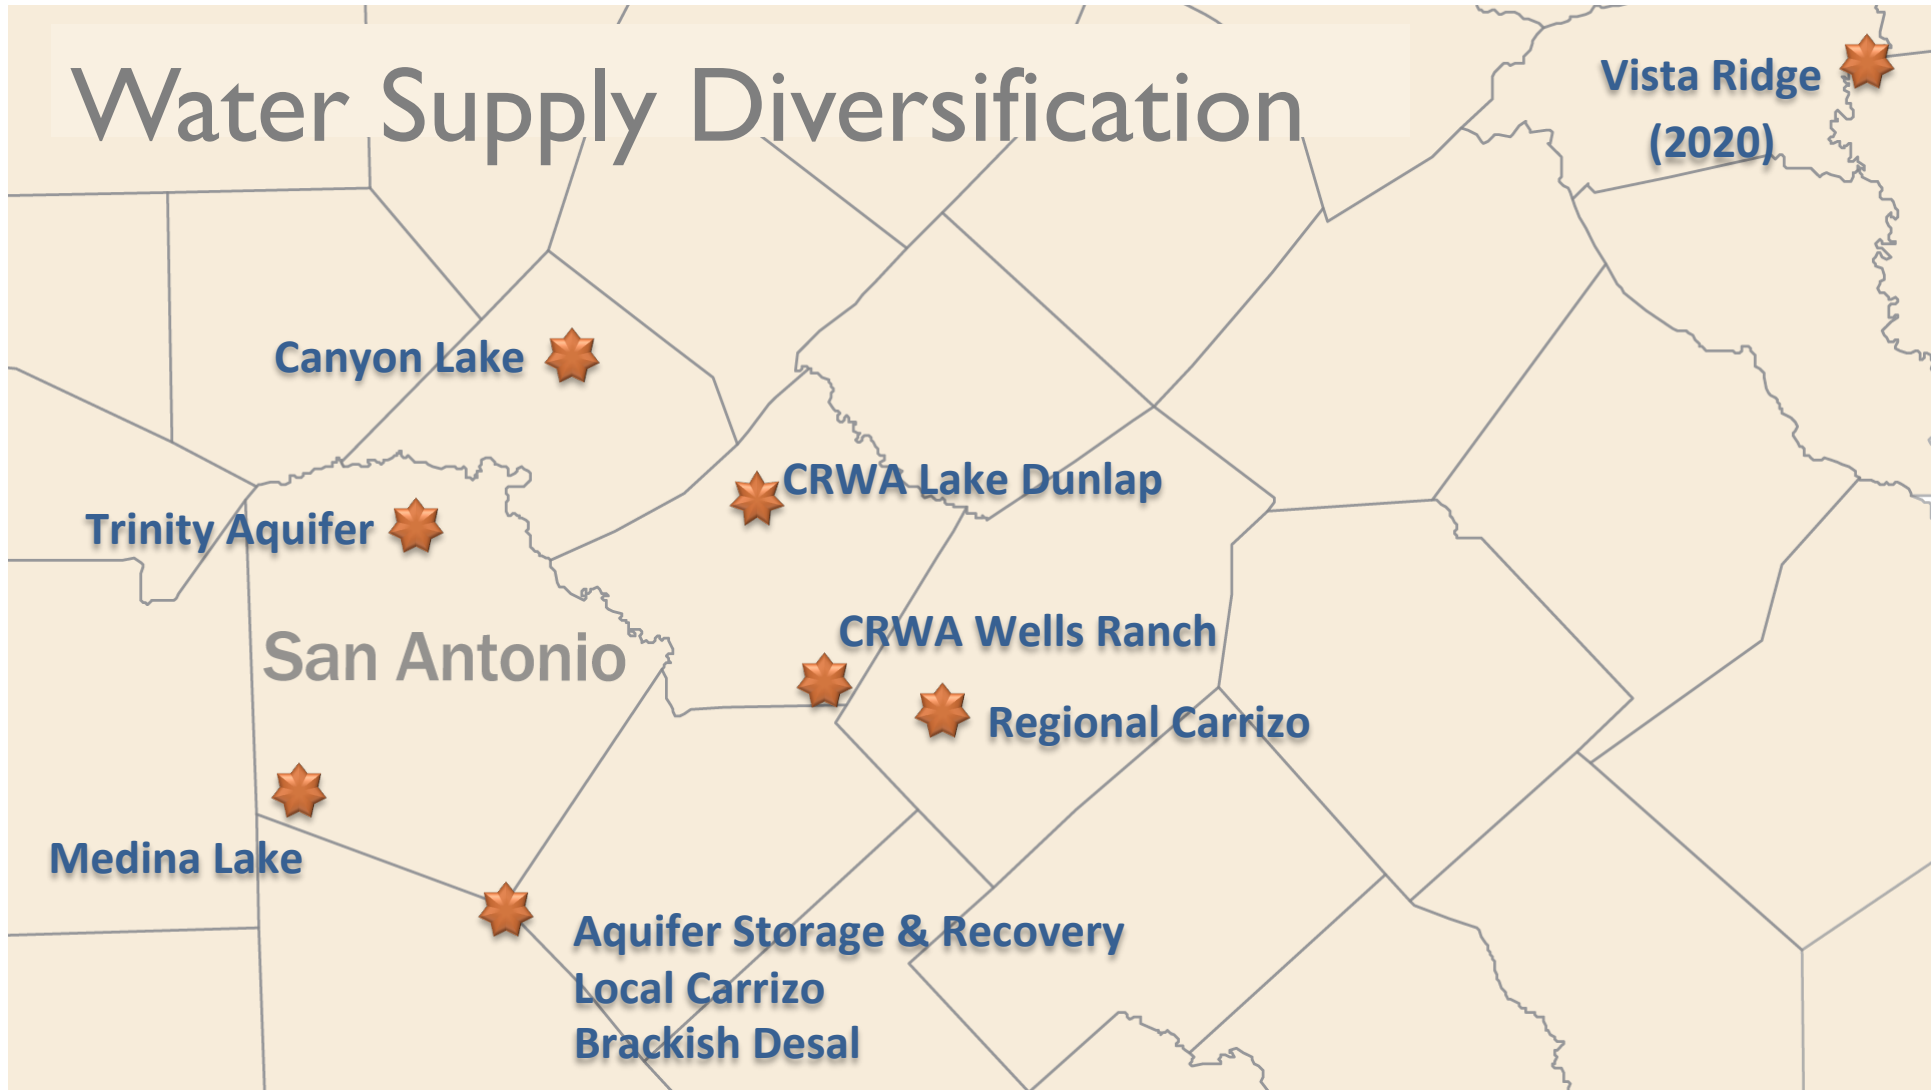 Water Supply Diversification
Vista Ridge
(2020)
Canyon Lake
CRWA Lake Dunlap
Trinity Aquifer
CRWA Wells Ranch
San Antonio
Regional Carrizo
Medina Lake
Aquifer Storage & Recovery
Local Carrizo
Brackish Desal